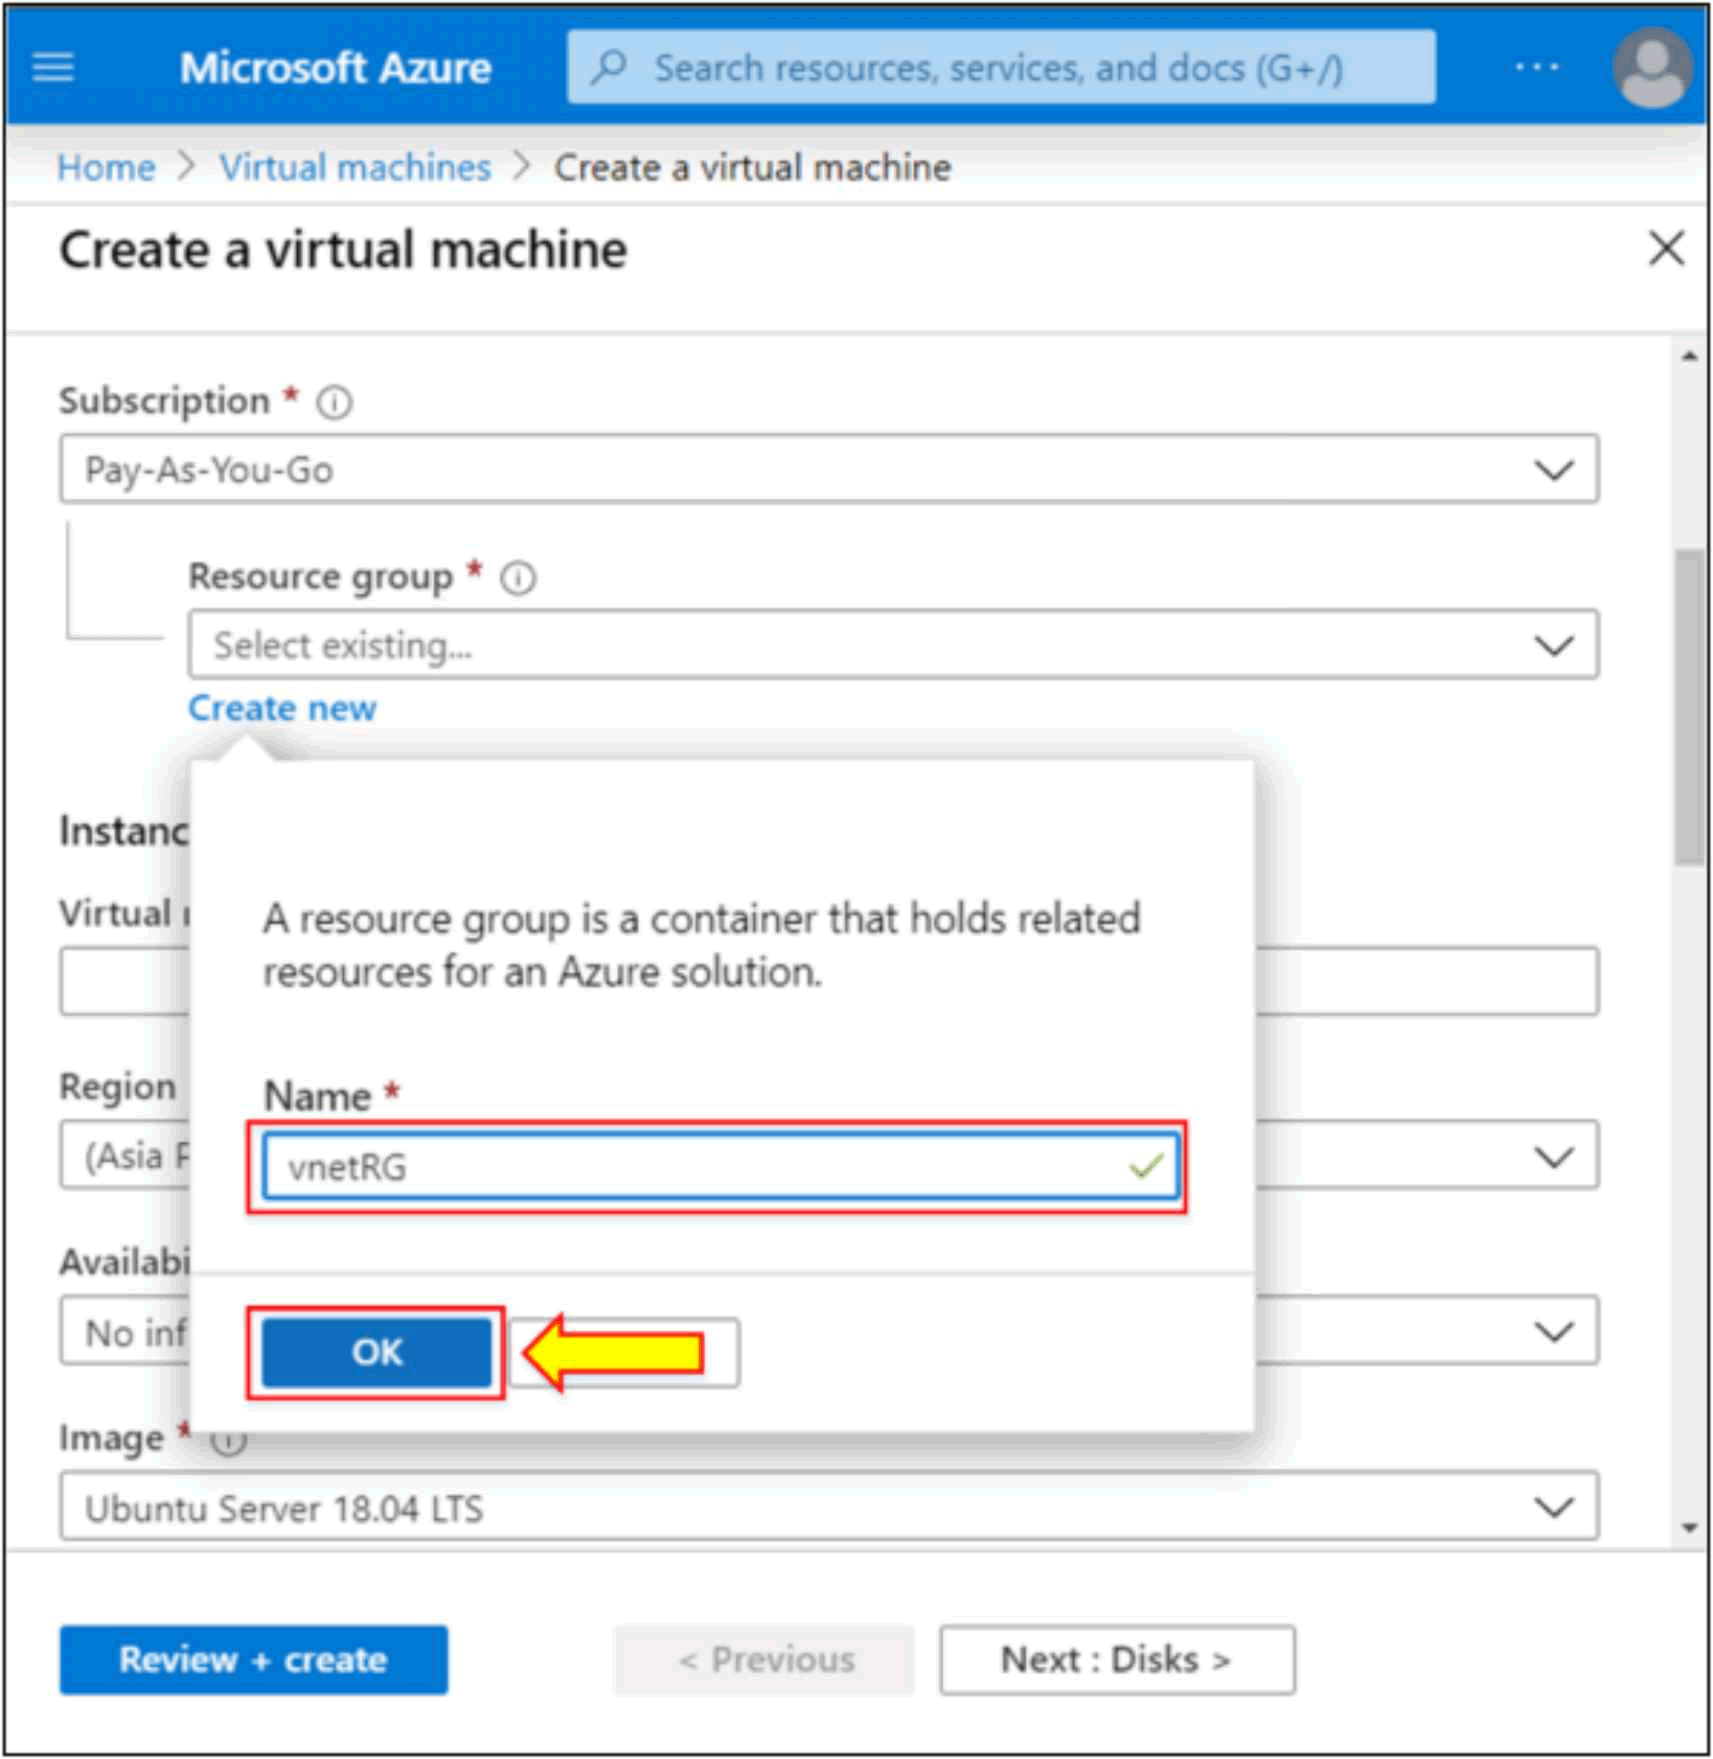 Microsoft Azure
Search resources, services, and docs (G+/)
Home > Virtual machines > Create a virtual machine
Create a virtual machine
Subscription *
Pay-As-You-Go
Resource group *
Select existing...
Create new
Instanc
Virtual
A resource group is a container that holds related
resources for an Azure solution.
Region
Name *
(Asia
vnetRG
Availabi
No inf
OK
Image *
Ubuntu Server 18.04 LTS
Review + create
< Previous
Next : Disks >